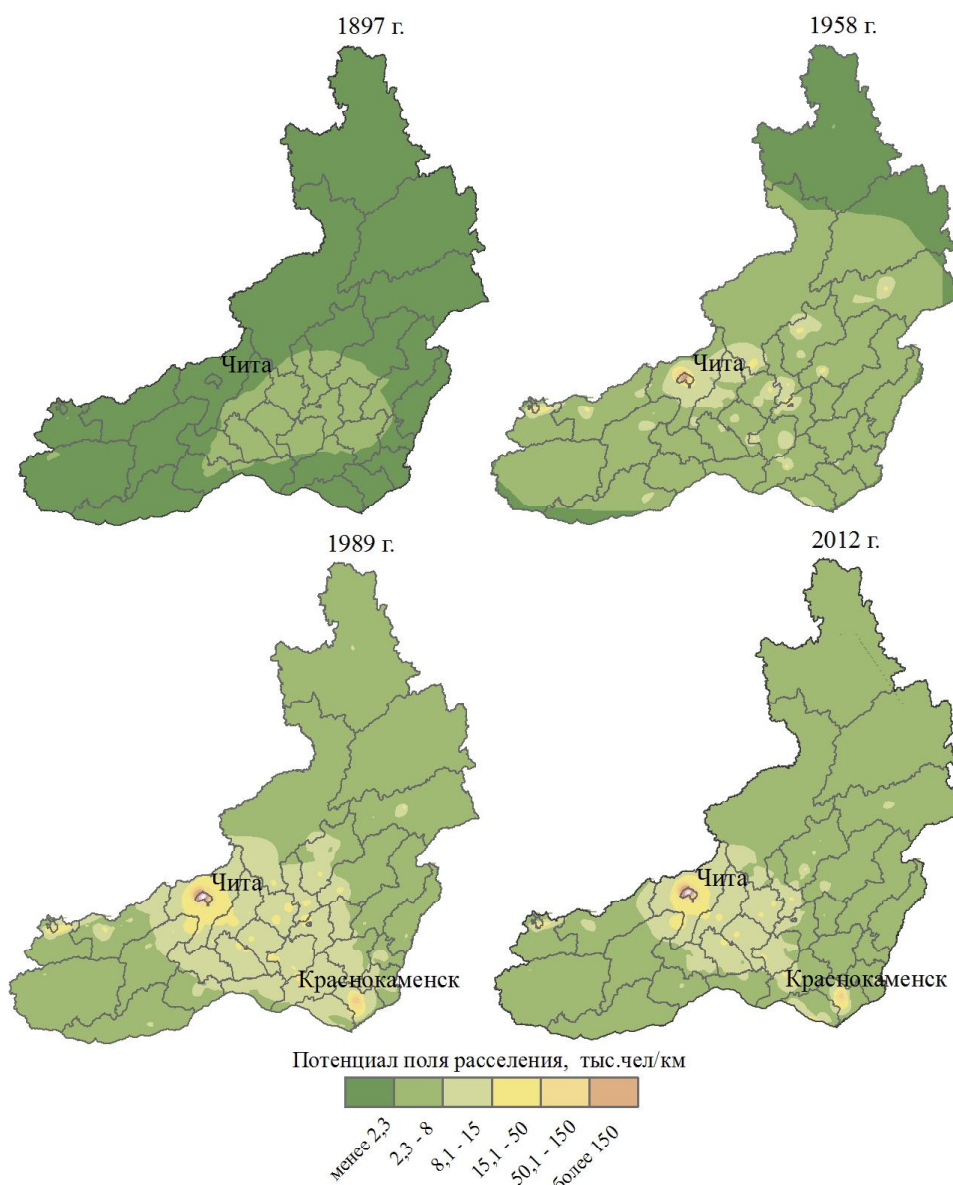 1897 г.
1958 г.
Чита
Чита
1989 г.
2012 г.
Чита
Чита
Краснокаменск
Краснокаменск
Потенциал поля расселения, тыс.чел/км
менее 2,3
2,3 - 8
8,1 - 15
15,1 - 50
50,1 - 150
более 150